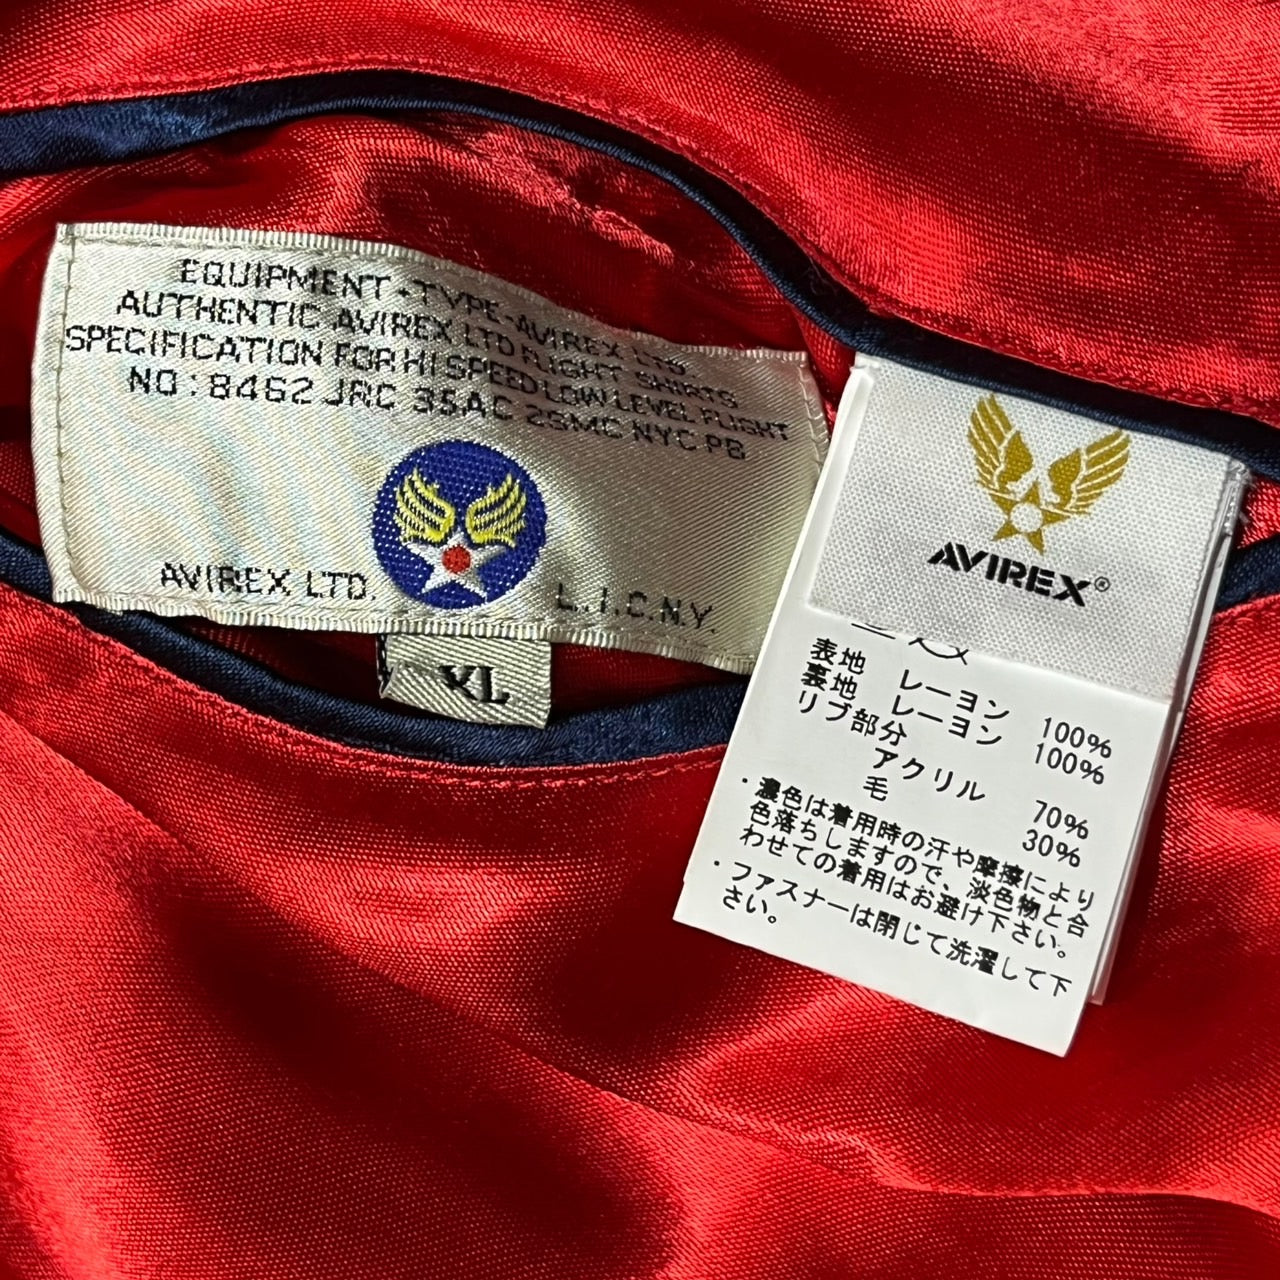 EQUIPMENT-TYPE-AVIREX LTD
AUTHENTIC AVIREX LTD FLIGHT SHIRTS
SPECIFICATION FOR HI SPEED LOW LEVEL FLIGHT
NO:8462 JRC 35AC 25MC NYC PB
AVIREX LTD.
L.I.C.N.Y.
XL
AVIREX®
表地 レーヨン 100%
裏地 レーヨン 100%
リブ部分
アクリル 70%
毛 30%
・濃色は着用時の汗や摩擦により
色落ちしますので、淡色物と合
わせての着用はお避け下さい。
・ファスナーは閉じて洗濯して下
さい。